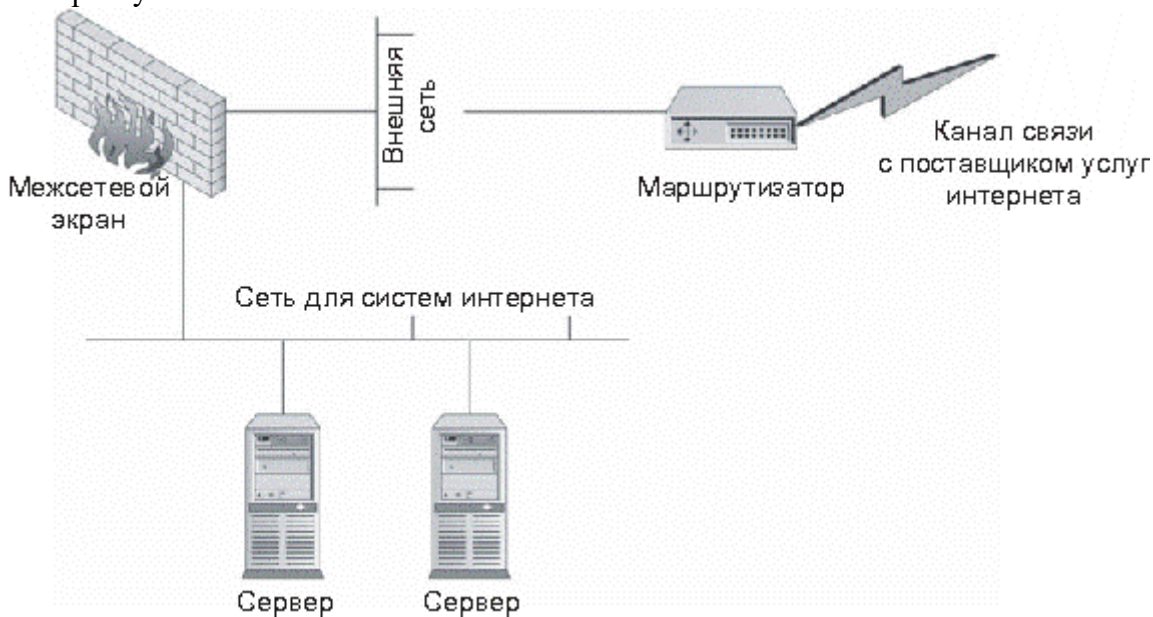 Внешняя
сеть
Межсетевой
экран
Маршрутизатор
Канал связи
с поставщиком услуг
интернета
Сеть для систем интернета
Сервер
Сервер